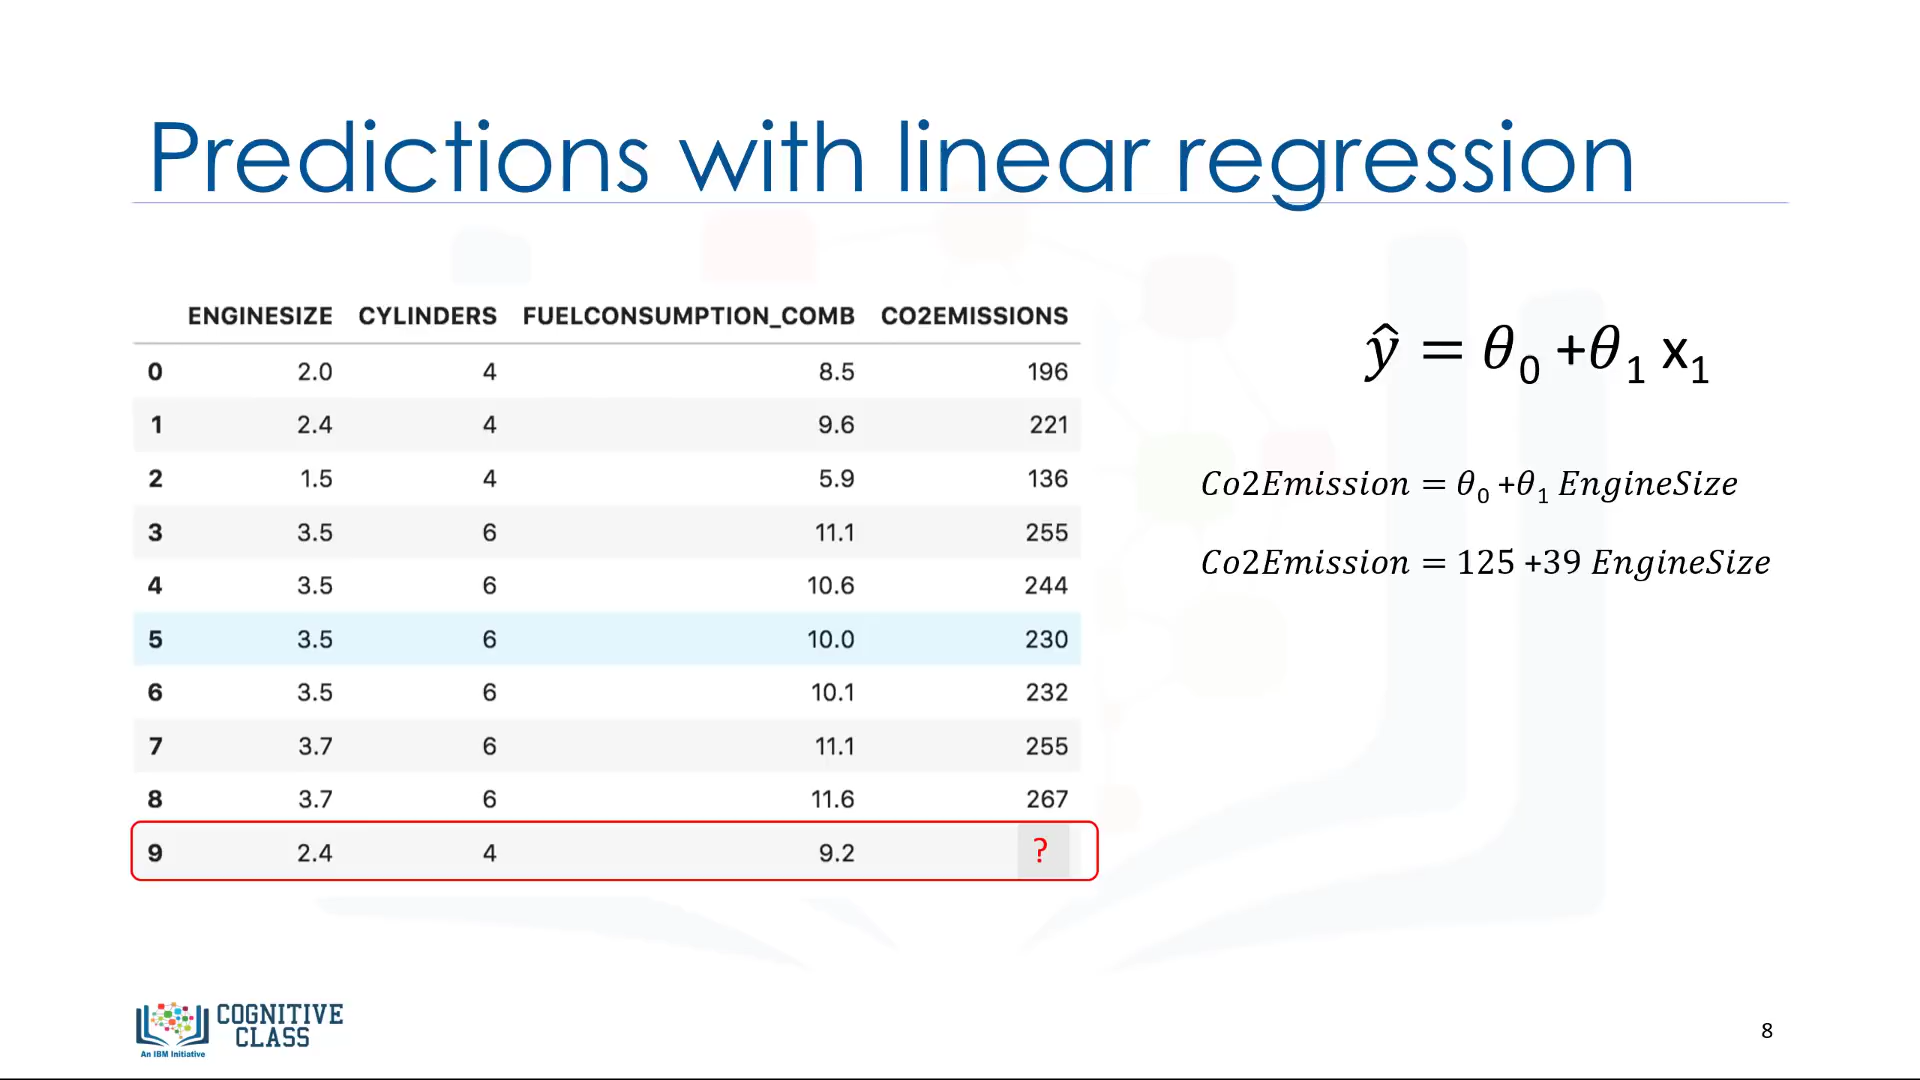 Predictions with linear regression
ENGINESIZE CYLINDERS FUELCONSUMPTION_COMB CO2EMISSIONS
0 2.0 4 8.5 196
1 2.4 4 9.6 221
2 1.5 4 5.9 136
3 3.5 6 11.1 255
4 3.5 6 10.6 244
5 3.5 6 10.0 230
6 3.5 6 10.1 232
7 3.7 6 11.1 255
8 3.7 6 11.6 267
9 2.4 4 9.2 ?
ŷ = θ₀ +θ₁ x₁
Co2Emission = θ₀ +θ₁ EngineSize
Co2Emission = 125 +39 EngineSize
COGNITIVE
CLASS
An IBM Initiative
8